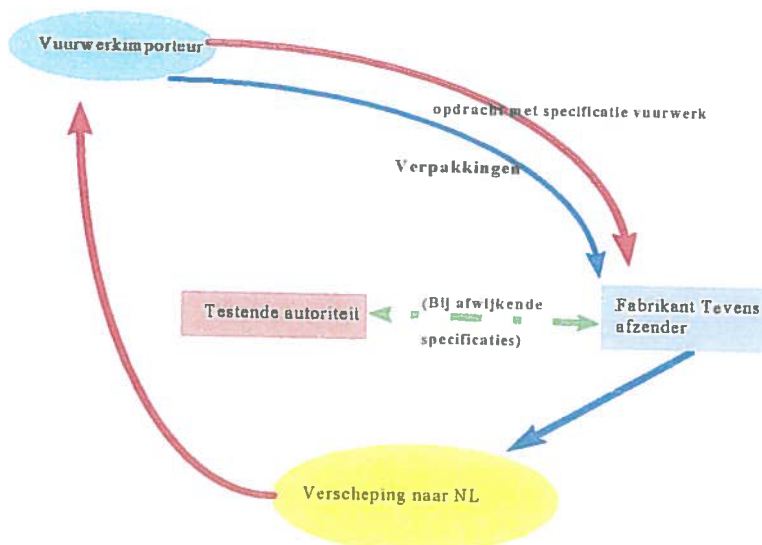 Vuurwerkimporteur
opdracht met specificatie vuurwerk
Verpakkingen
Testende autoriteit
(Bij afwijkende
specificaties)
Fabrikant Tevens
afzender
Verscheping naar NL